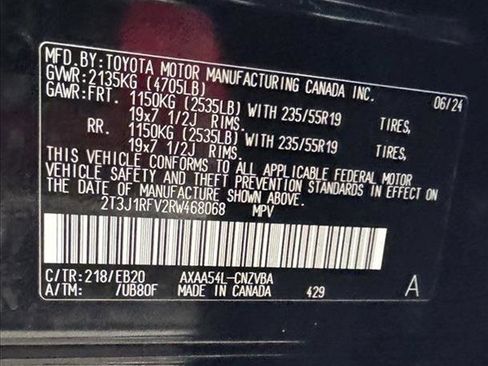 MFD.BY:TOYOTA MOTOR MANUFACTURING CANADA INC.
GVWR:2135KG (4705LB) 06/24
GAWR:FRT. 1150KG (2535LB) WITH 235/55R19 TIRES,
19x7 1/2J RIMS.
RR. 1150KG (2535LB) WITH 235/55R19 TIRES,
19x7 1/2J RIMS.
THIS VEHICLE CONFORMS TO ALL APPLICABLE FEDERAL MOTOR
VEHICLE SAFETY AND THEFT PREVENTION STANDARDS IN EFFECT ON
THE DATE OF MANUFACTURE SHOWN ABOVE.
2T3J1RFV2RW468068 MPV
C/TR:218/EB20 AXAA54L-CNZVBA
A/TM: /UB80F MADE IN CANADA 429 A